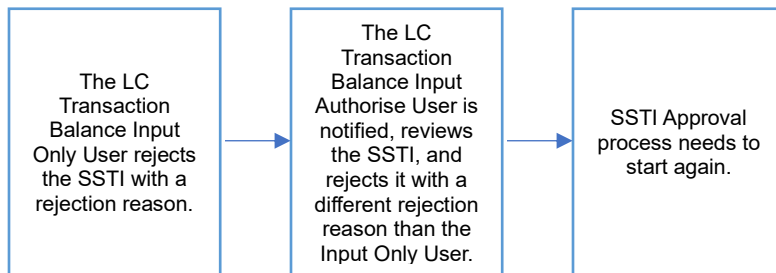 The LC
Transaction
Balance Input
Only User rejects
the SSTI with a
rejection reason.
The LC
Transaction
Balance Input
Authorise User is
notified, reviews
the SSTI, and
rejects it with a
different rejection
reason than the
Input Only User.
SSTI Approval
process needs to
start again.